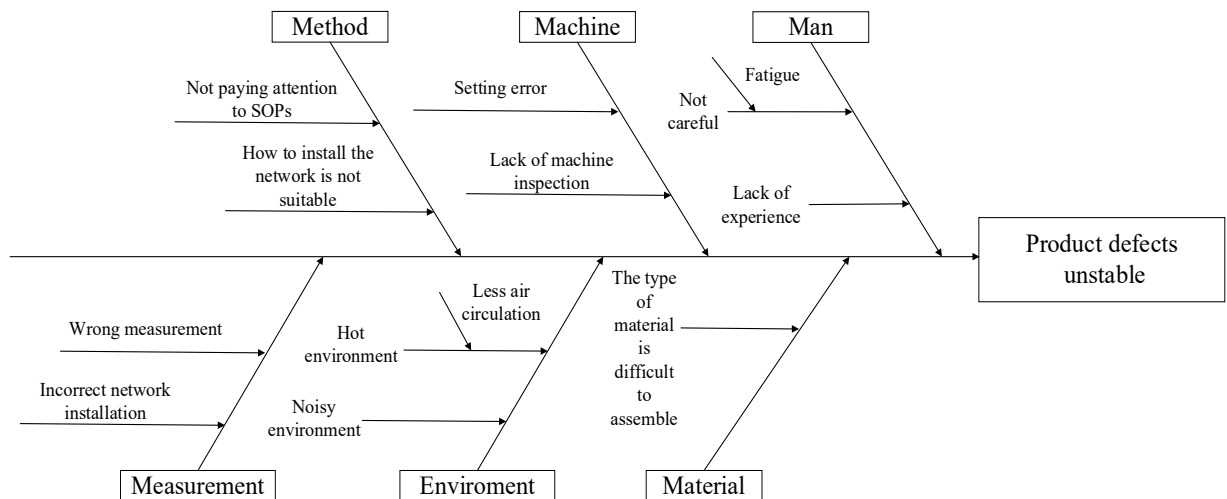 Method
Machine
Man
Not paying attention
to SOPs
How to install the
network is not
suitable
Setting error
Lack of machine
inspection
Fatigue
Not
careful
Lack of
experience
Product defects
unstable
Wrong measurement
Incorrect network
installation
Less air
circulation
Hot
environment
Noisy
environment
The type
of
material is
difficult
to
assemble
Measurement
Enviroment
Material